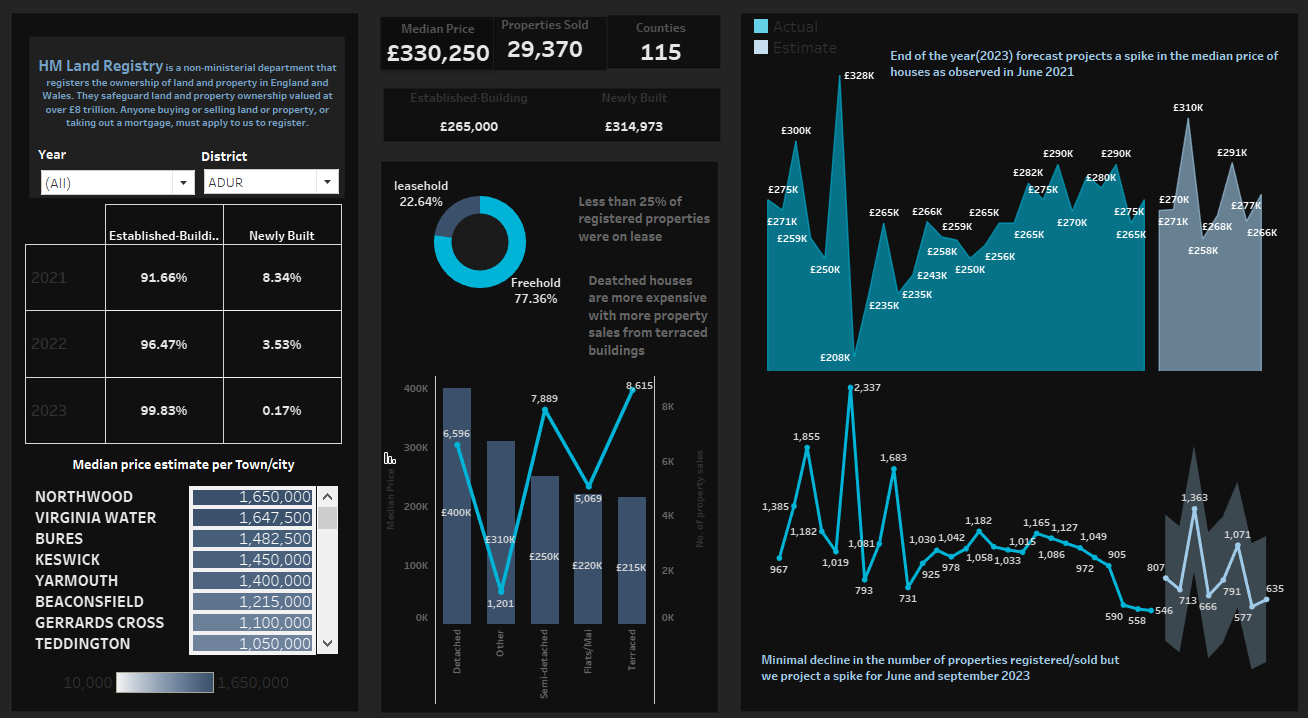 HM Land Registry is a non-ministerial department that
registers the ownership of land and property in England and
Wales. They safeguard land and property ownership valued at
over £8 trillion. Anyone buying or selling land or property, or
taking out a mortgage, must apply to us to register.
Year
District
(All)
ADUR
Established-Buildi..
Newly Built
2021
91.66%
8.34%
2022
96.47%
3.53%
2023
99.83%
0.17%
Median price estimate per Town/city
NORTHWOOD
1,650,000
VIRGINIA WATER
1,647,500
BURES
1,482,500
KESWICK
1,450,000
YARMOUTH
1,400,000
BEACONSFIELD
1,215,000
GERRARDS CROSS
1,100,000
TEDDINGTON
1,050,000
10,000
1,650,000
Median Price
£330,250
Properties Sold
29,370
Counties
115
Established-Building
£265,000
Newly Built
£314,973
leasehold
22.64%
Freehold
77.36%
Less than 25% of
registered properties
were on lease
Deatched houses
are more expensive
with more property
sales from terraced
buildings
400K
300K
200K
100K
0K
Median Price
8K
6K
4K
2K
0K
No. of property sales
6,596
1,201
7,889
5,069
8,615
£400K
£310K
£250K
£220K
£215K
Detached
Other
Semi-detached
Flats/Mai
Terraced
Actual
Estimate
End of the year(2023) forecast projects a spike in the median price of
houses as observed in June 2021
£275K
£271K
£300K
£259K
£250K
£328K
£208K
£235K
£265K
£235K
£243K
£266K
£258K
£259K
£250K
£256K
£265K
£265K
£282K
£275K
£290K
£270K
£280K
£290K
£265K
£275K
£271K
£270K
£310K
£258K
£268K
£291K
£277K
£266K
967
1,385
1,855
1,182
1,019
2,337
793
1,081
1,683
731
925
1,030
978
1,042
1,182
1,058
1,033
1,015
1,165
1,086
1,127
972
1,049
905
590
558
546
807
713
1,363
666
791
1,071
577
635
Minimal decline in the number of properties registered/sold but
we project a spike for June and september 2023